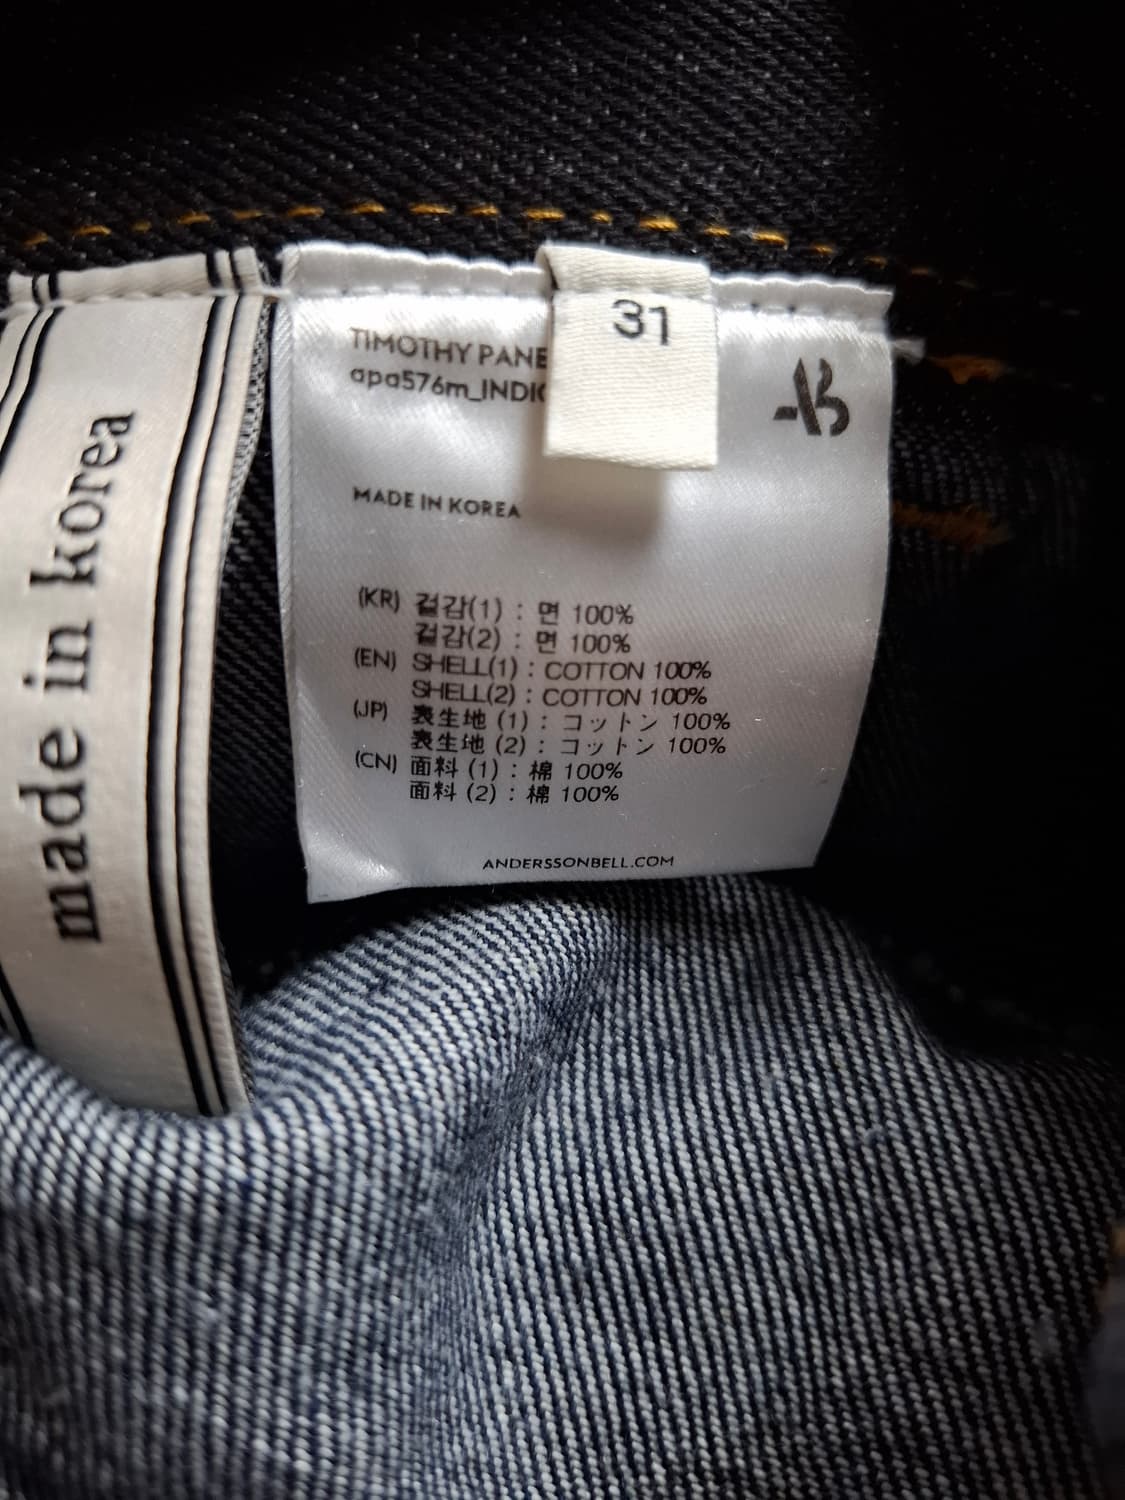 made in korea
31
TIMOTHY PANE
apa576m_INDIC
AB
MADE IN KOREA
(KR) 겉감(1) : 면 100%
겉감(2) : 면 100%
(EN) SHELL(1) : COTTON 100%
SHELL(2) : COTTON 100%
(JP) 表生地 (1) : コットン 100%
表生地 (2) : コットン 100%
(CN) 面料 (1) : 棉 100%
面料 (2) : 棉 100%
ANDERSSONBELL.COM